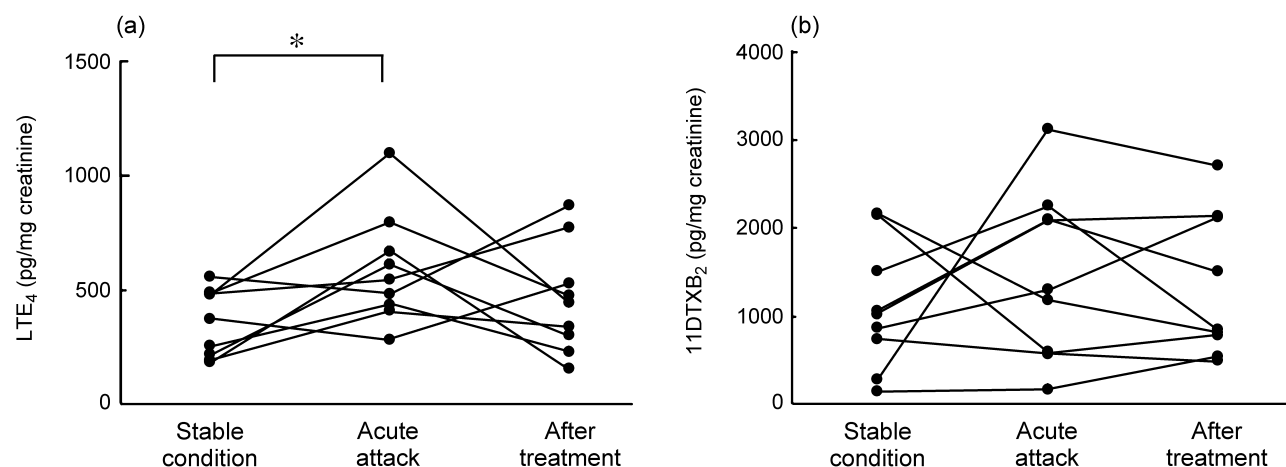 (a)
*
1500
1000
500
0
LTE4 (pg/mg creatinine)
Stable condition
Acute attack
After treatment
(b)
4000
3000
2000
1000
0
11DTXB2 (pg/mg creatinine)
Stable condition
Acute attack
After treatment